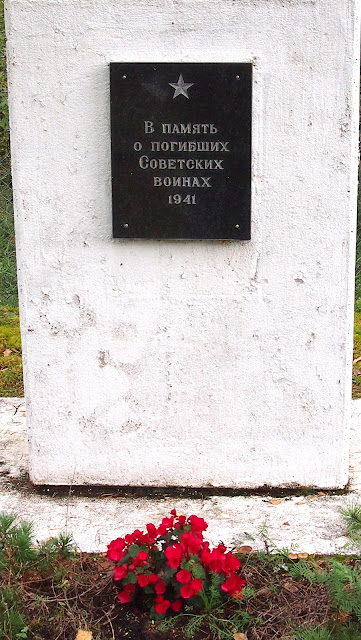 В ПАМЯТЬ
О ПОГИБШИХ
СОВЕТСКИХ
ВОИНАХ
1941